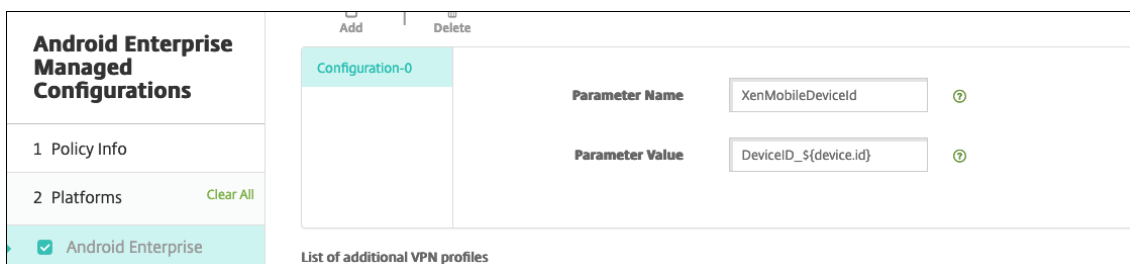 Add
Delete
Android Enterprise
Managed
Configurations
Configuration-0
Parameter Name
XenMobileDeviceId
Parameter Value
DeviceID_${device.id}
1 Policy Info
2 Platforms
Clear All
Android Enterprise
List of additional VPN profiles